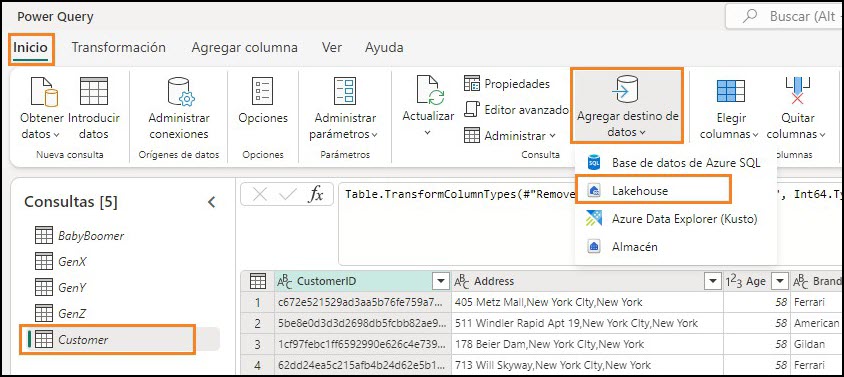 Power Query
Buscar (Alt +
Inicio
Transformación
Agregar columna
Ver
Ayuda
Obtener datos
Introducir datos
Nueva consulta
Administrar conexiones
Orígenes de datos
Opciones
Opciones
Administrar parámetros
Parámetros
Actualizar
Propiedades
Editor avanzado
Administrar
Consulta
Agregar destino de datos
Elegir columnas
Quitar columnas
Administrar columnas
Base de datos de Azure SQL
Lakehouse
Azure Data Explorer (Kusto)
Almacén
Consultas [5]
BabyBoomer
GenX
GenY
GenZ
Customer
fx
Table.TransformColumnTypes(#"Remove
", Int64.Ty
ABC CustomerID
ABC Address
123 Age
ABC Brand
1 c672e521529ad3aa5b76fe759a7... 405 Metz Mall,New York City,New York 58 Ferrari
2 5be8e0d3d3d2698db5fcbb82ae9... 511 Windler Rapid Apt 19,New York City,New York 58 American
3 1cf97febc1ff6592990e626c4e739... 178 Beier Dam,New York City,New York 58 Gildan
4 62dd24ea5c215afb4b24d62e5b1... 713 Will Skyway,New York City,New York 58 Ferrari